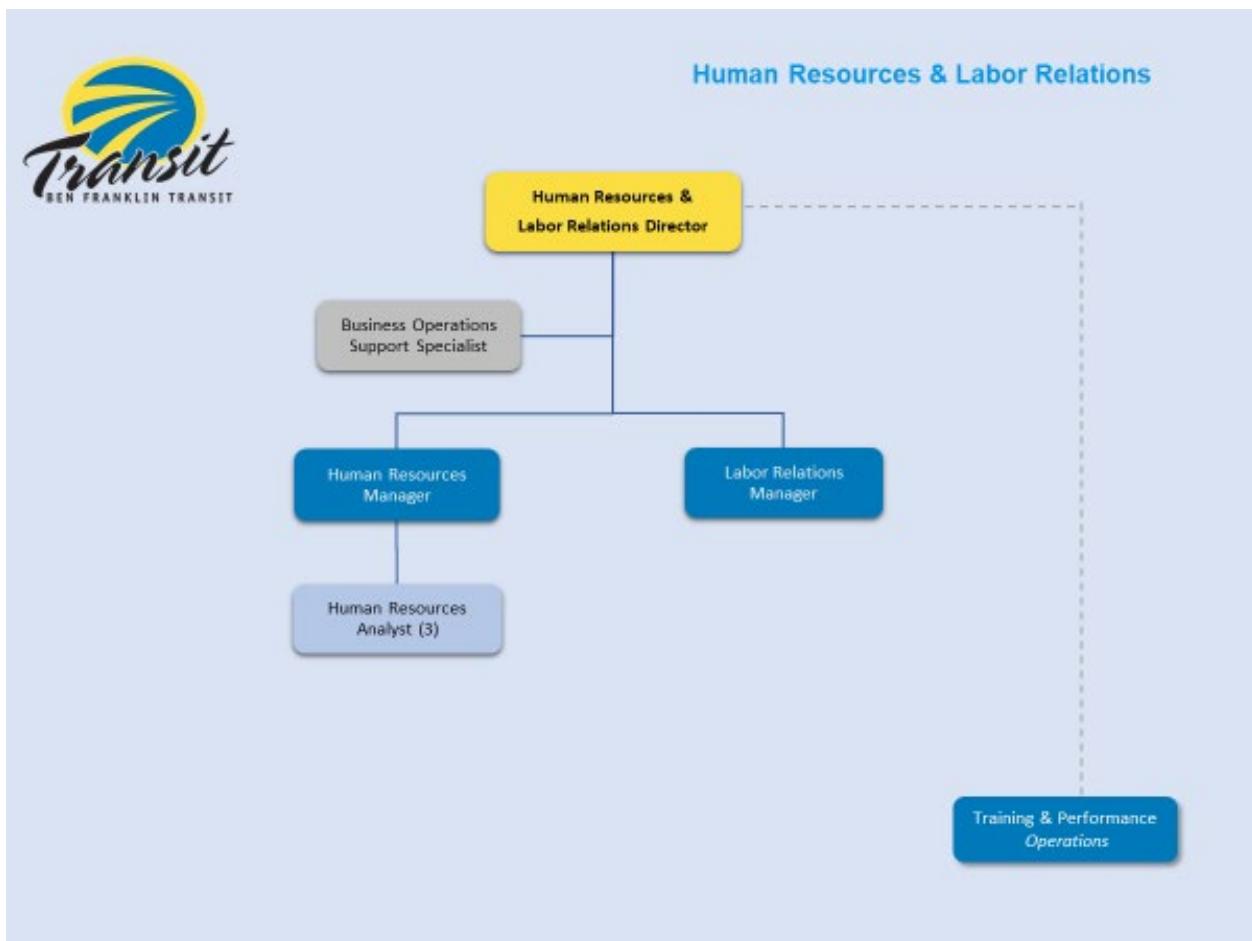 Human Resources & Labor Relations
Transit
BEN FRANKLIN TRANSIT
Human Resources &
Labor Relations Director
Business Operations
Support Specialist
Human Resources
Manager
Labor Relations
Manager
Human Resources
Analyst (3)
Training & Performance
Operations